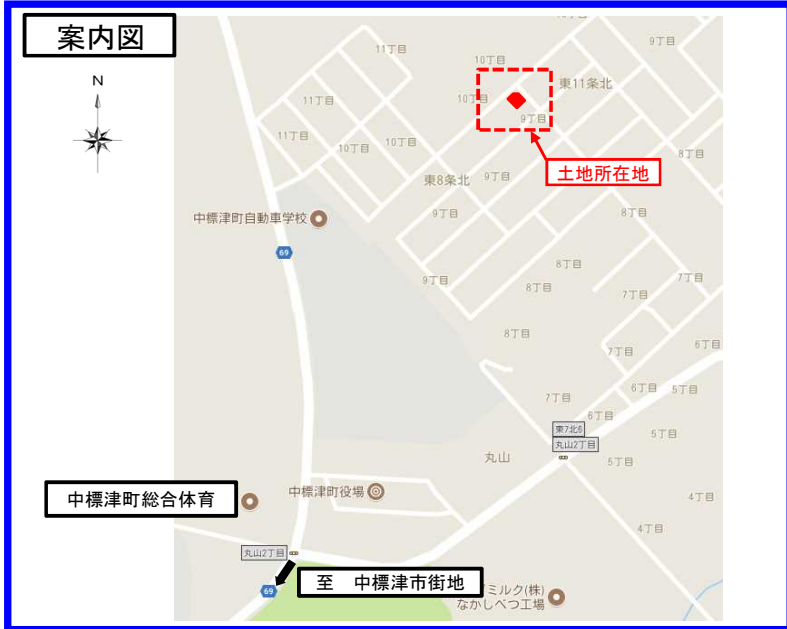 案内図
N
10丁目
9丁目
11丁目
10丁目
東11条北
10丁目
11丁目
9丁目
11丁目
10丁目
10丁目
8丁目
土地所在地
東8条北
9丁目
中標津町自動車学校
9丁目
8丁目
69
8丁目
9丁目
8丁目
7丁目
7丁目
8丁目
7丁目
6丁目
7丁目
6丁目
5丁目
6丁目
東7北6
丸山2丁目
5丁目
丸山
5丁目
中標津町総合体育
中標津町役場
4丁目
4丁目
丸山2丁目
至 中標津市街地
69
ミルク(株)
なかしべつ工場